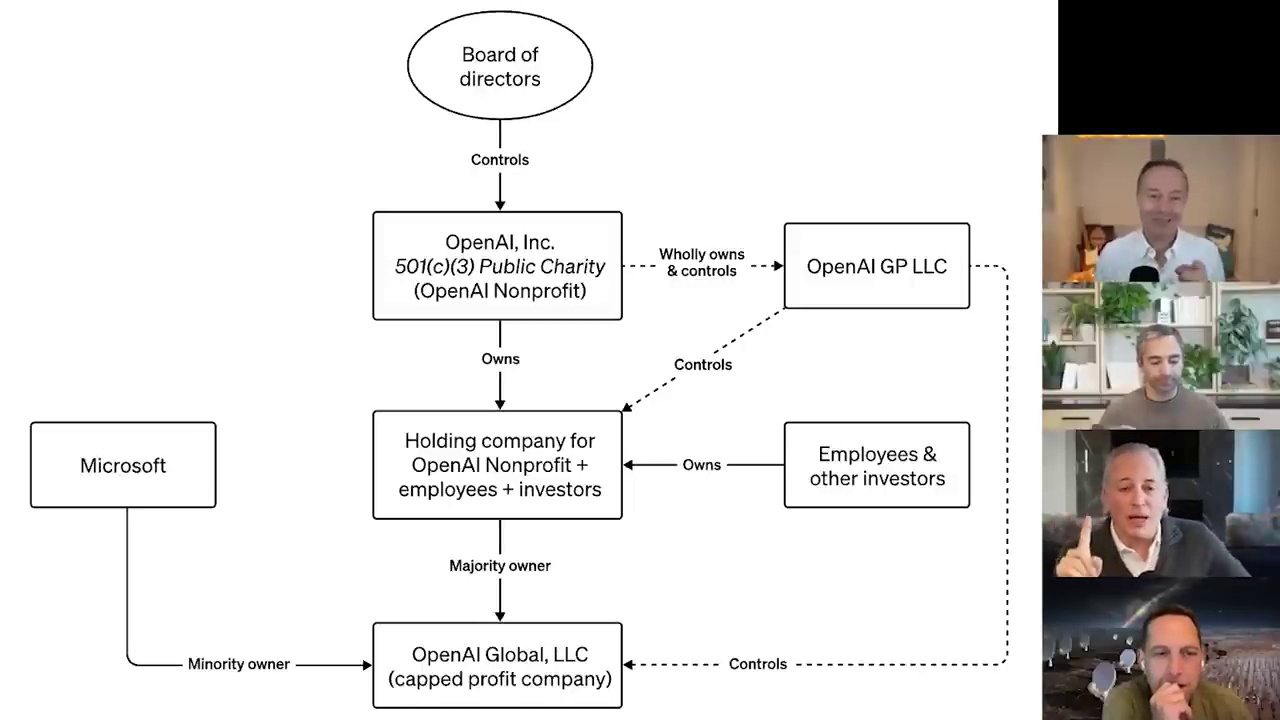 Board of
directors
Controls
OpenAI, Inc.
501(c)(3) Public Charity
(OpenAI Nonprofit)
Wholly owns
& controls
OpenAI GP LLC
Owns
Controls
Microsoft
Holding company for
OpenAI Nonprofit +
employees + investors
Owns
Employees &
other investors
Majority owner
Minority owner
OpenAI Global, LLC
(capped profit company)
Controls